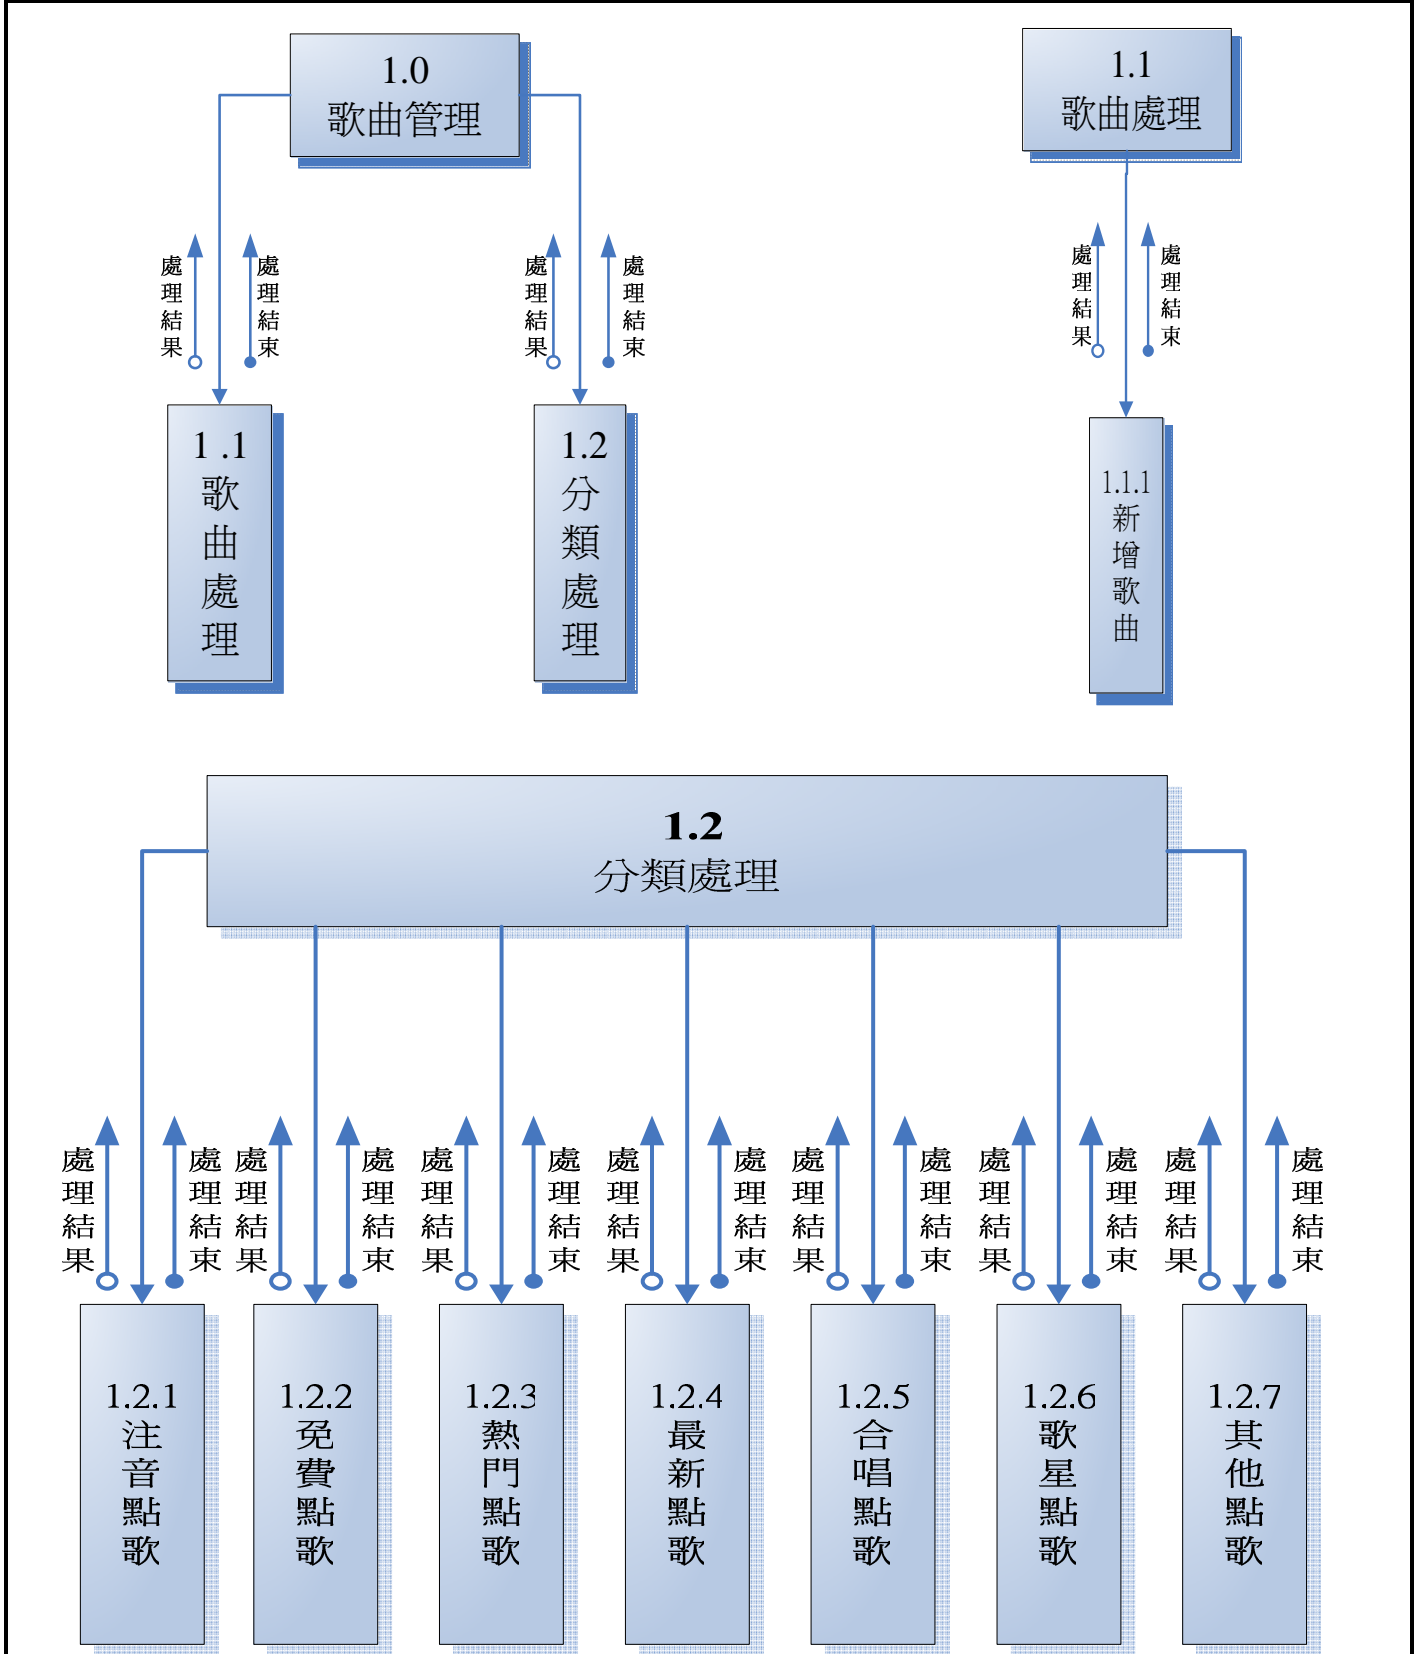 1.0
歌曲管理
1.1
歌曲處理
處理結果
處理結束
處理結果
處理結束
處理結果
處理結束
1 .1
歌曲處理
1.2
分類處理
1.1.1
新增歌曲
1.2
分類處理
處理結果
處理結束
處理結果
處理結束
處理結果
處理結束
處理結果
處理結束
處理結果
處理結束
處理結果
處理結束
處理結果
處理結束
1.2.1
注音點歌
1.2.2
免費點歌
1.2.3
熱門點歌
1.2.4
最新點歌
1.2.5
合唱點歌
1.2.6
歌星點歌
1.2.7
其他點歌